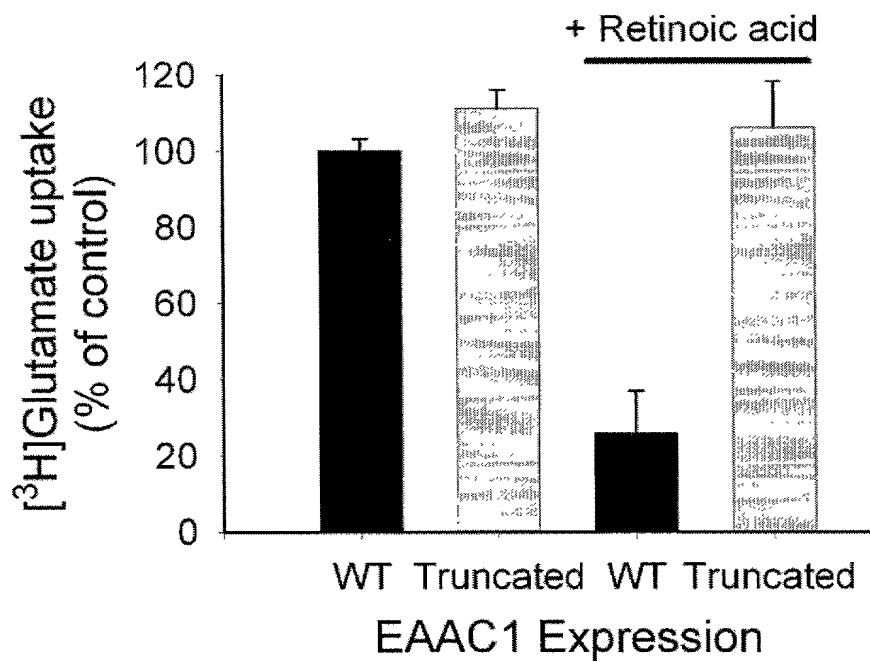 + Retinoic acid
[³H]Glutamate uptake
(% of control)
120
100
80
60
40
20
0
WT Truncated WT Truncated
EAAC1 Expression